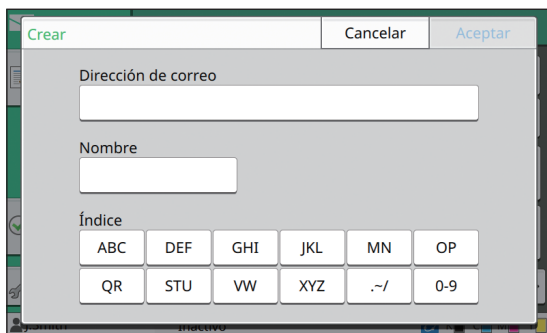 Crear Cancelar Aceptar
Dirección de correo
Nombre
Índice
ABC DEF GHI JKL MN OP
QR STU VW XYZ .~/ 0-9
J.Smith Inactivo